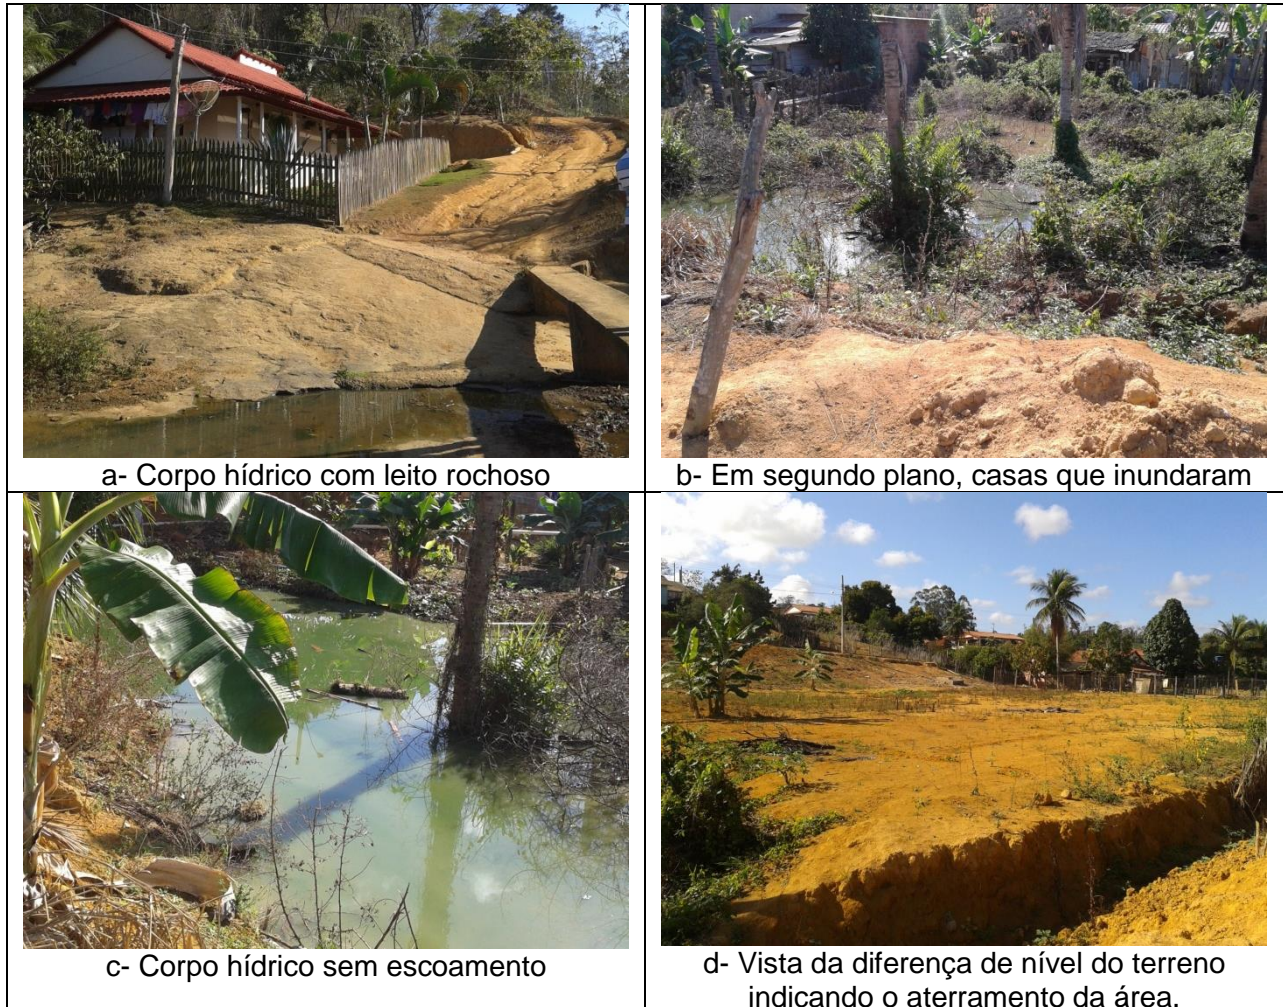 a- Corpo hídrico com leito rochoso
b- Em segundo plano, casas que inundaram
c- Corpo hídrico sem escoamento
d- Vista da diferença de nível do terreno
indicando o aterramento da área.